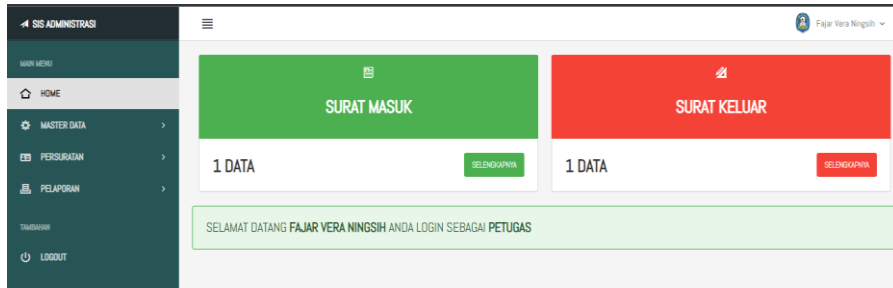 SIS ADMINISTRASI
Fajar Vera Ningsih
MAIN MENU
HOME
MASTER DATA
PERSURATAN
PELAPORAN
TAMBAHAN
LOGOUT
SURAT MASUK
1 DATA
SELENGKAPNYA
SURAT KELUAR
1 DATA
SELENGKAPNYA
SELAMAT DATANG FAJAR VERA NINGSIH ANDA LOGIN SEBAGAI PETUGAS